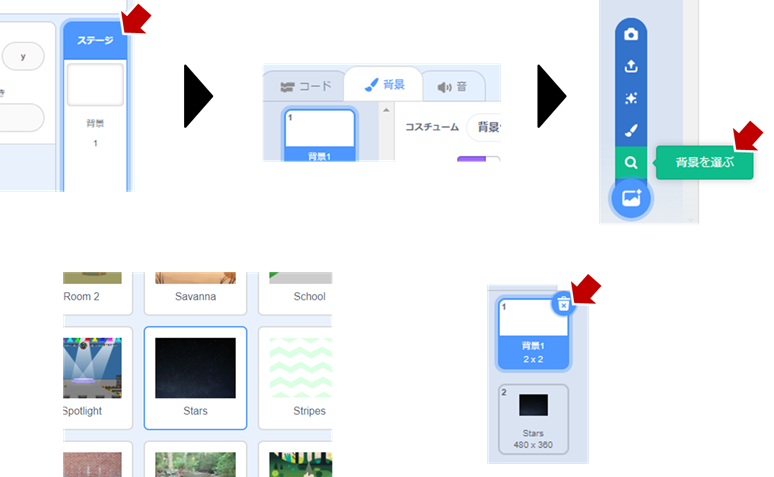 ステージ
y
き
背景
1
コード
背景
音
1
背景1
コスチューム
背景
背景を選ぶ
Room 2
Savanna
School
Spotlight
Stars
Stripes
1
背景1
2 x 2
2
Stars
480 x 360